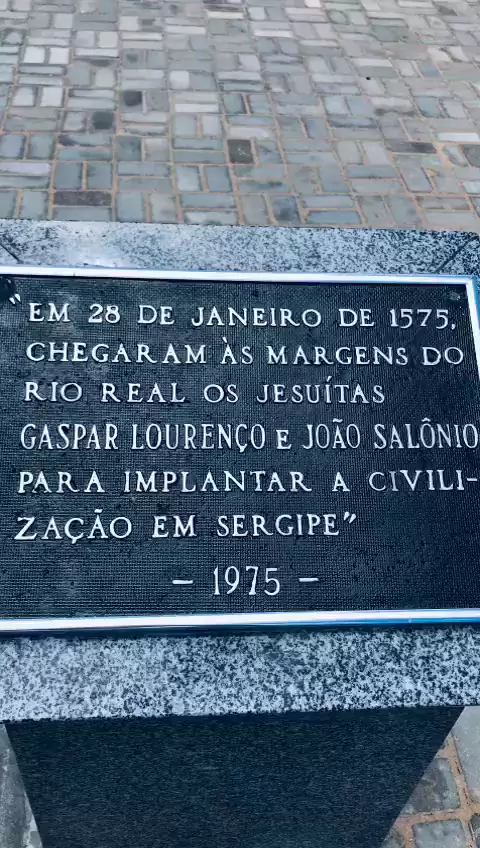 "EM 28 DE JANEIRO DE 1575,
CHEGARAM ÀS MARGENS DO
RIO REAL OS JESUÍTAS
GASPAR LOURENÇO E JOÃO SALÔNIO
PARA IMPLANTAR A CIVILI-
ZAÇÃO EM SERGIPE"
- 1975 -